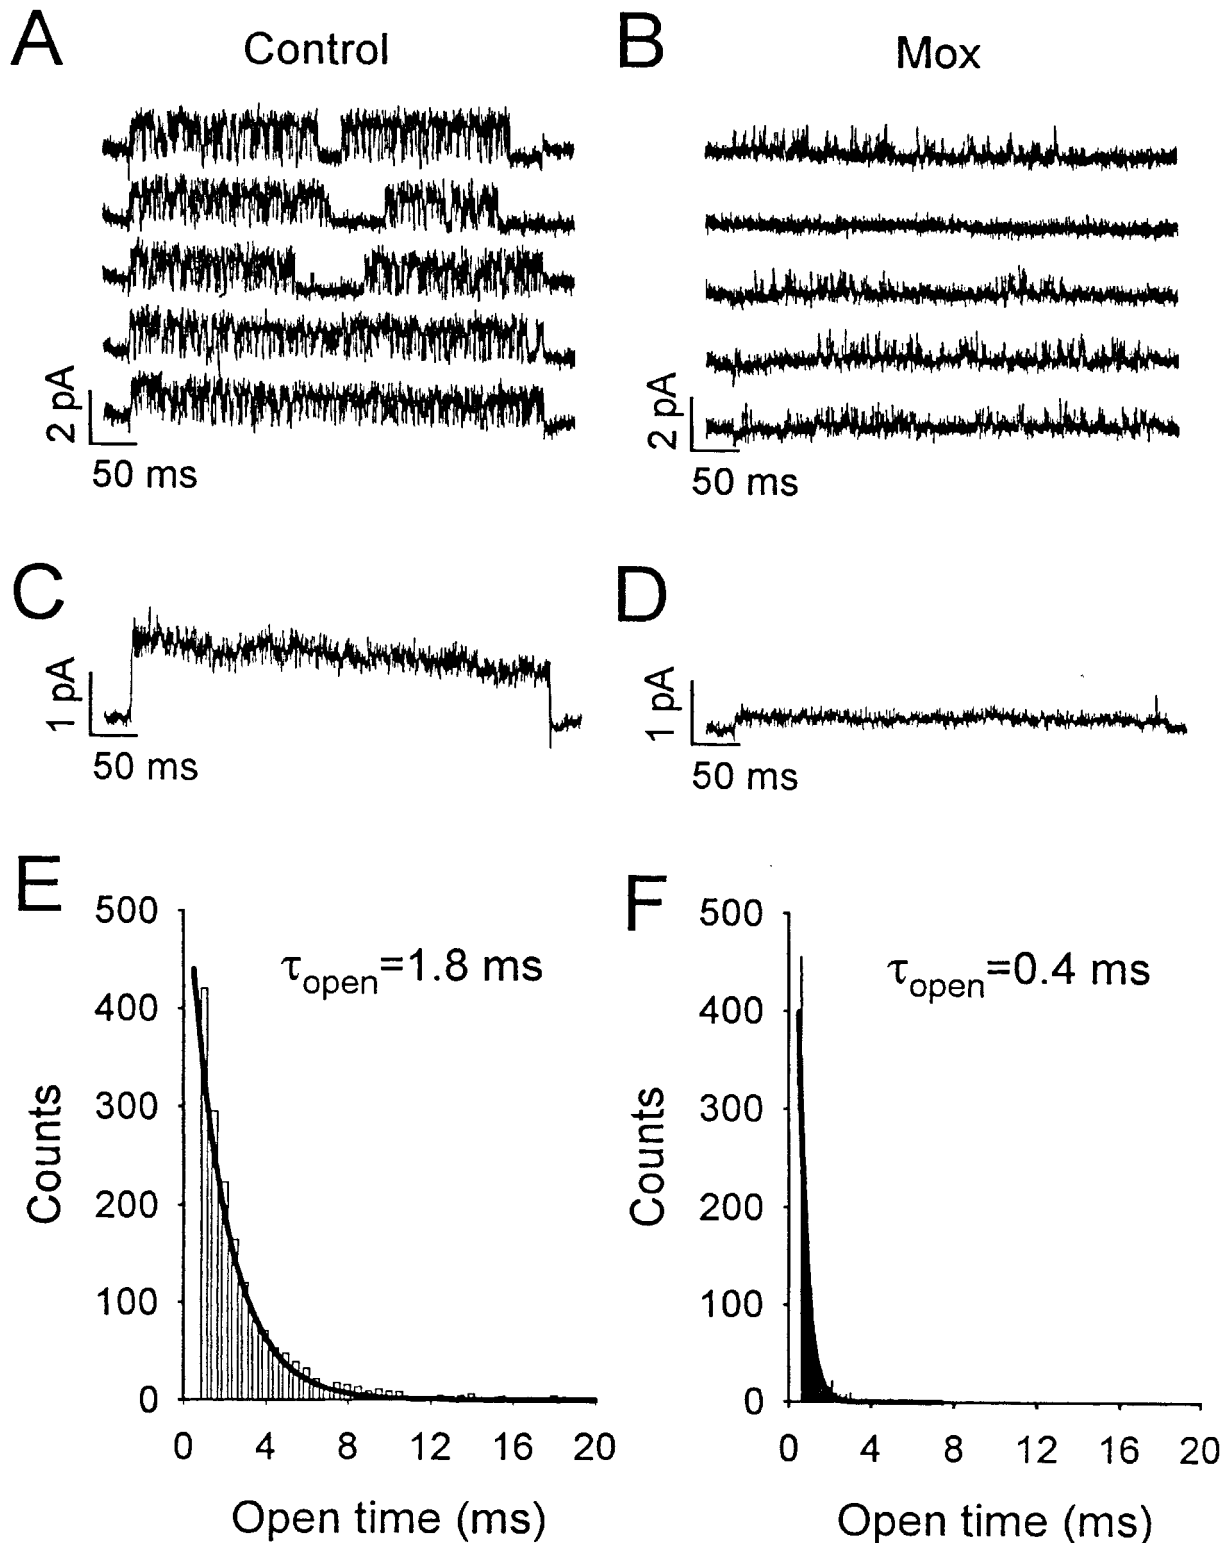 A
Control
B
Mox
2 pA
50 ms
2 pA
50 ms
C
D
1 pA
50 ms
1 pA
50 ms
E
500
400
300
200
100
0
Counts
τopen=1.8 ms
0 4 8 12 16 20
Open time (ms)
F
500
400
300
200
100
0
Counts
τopen=0.4 ms
0 4 8 12 16 20
Open time (ms)